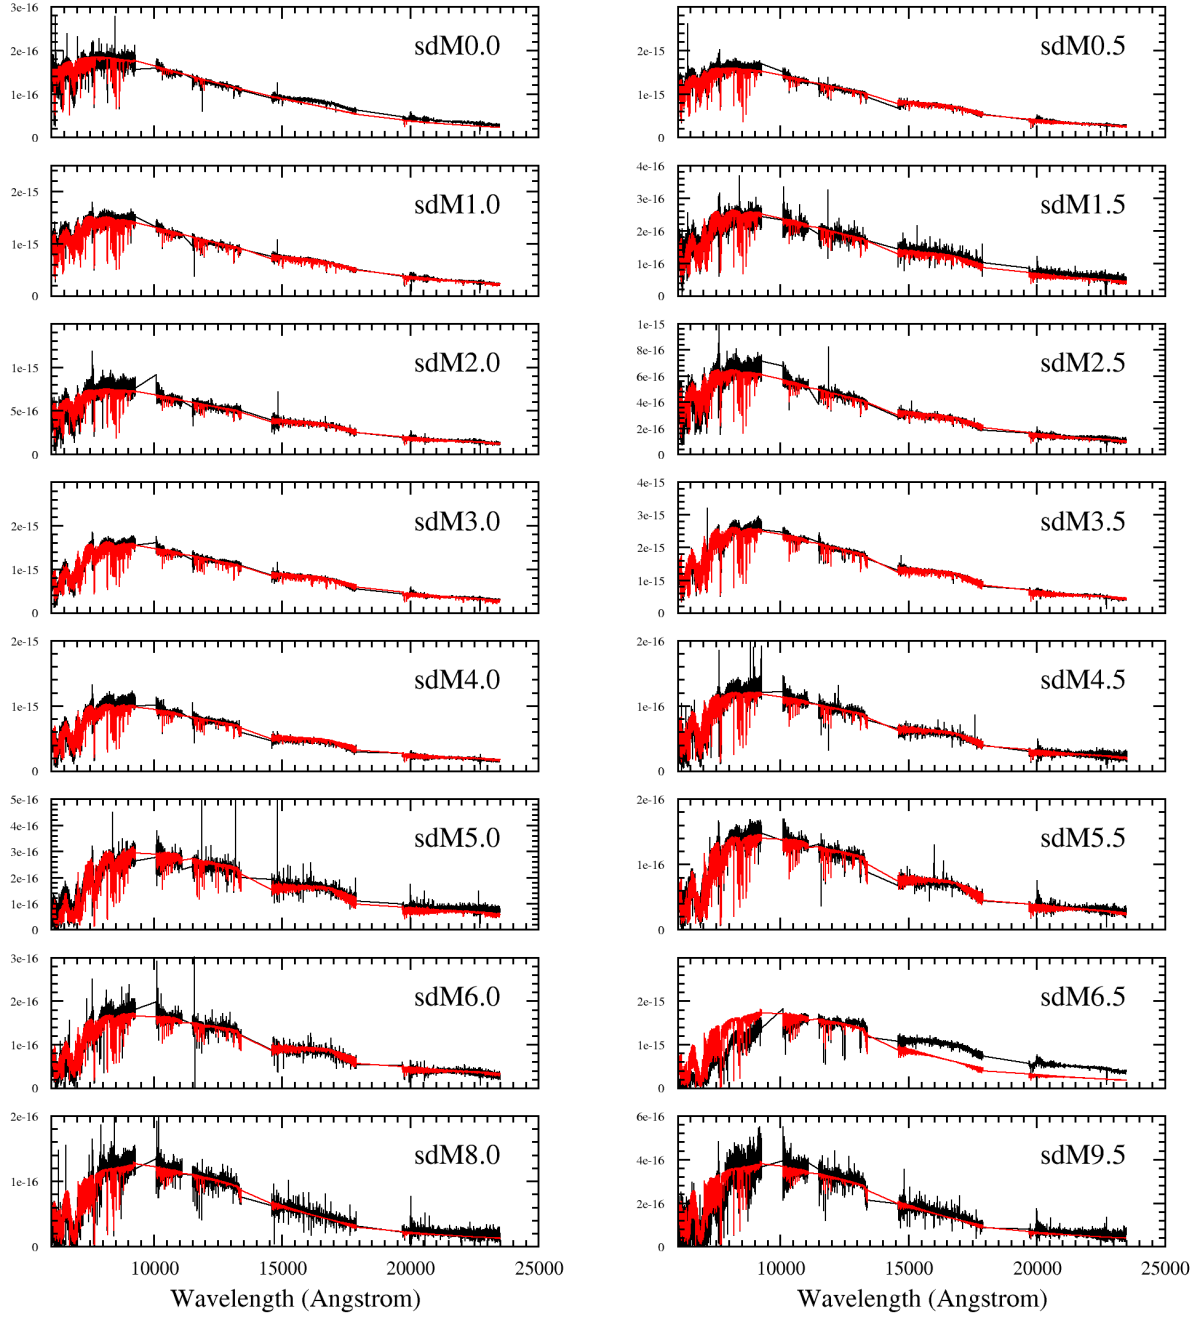 3e-16
2e-16
1e-16
0
sdM0.0
2e-15
1e-15
0
sdM0.5
2e-15
1e-15
0
sdM1.0
4e-16
3e-16
2e-16
1e-16
0
sdM1.5
1e-15
5e-16
0
sdM2.0
1e-15
8e-16
6e-16
4e-16
2e-16
0
sdM2.5
2e-15
1e-15
0
sdM3.0
4e-15
3e-15
2e-15
1e-15
0
sdM3.5
2e-15
1e-15
0
sdM4.0
2e-16
1e-16
0
sdM4.5
5e-16
4e-16
3e-16
2e-16
1e-16
0
sdM5.0
2e-16
1e-16
0
sdM5.5
3e-16
2e-16
1e-16
0
sdM6.0
2e-15
1e-15
0
sdM6.5
2e-16
1e-16
0
sdM8.0
6e-16
4e-16
2e-16
0
sdM9.5
10000 15000 20000 25000
10000 15000 20000 25000
Wavelength (Angstrom)
Wavelength (Angstrom)